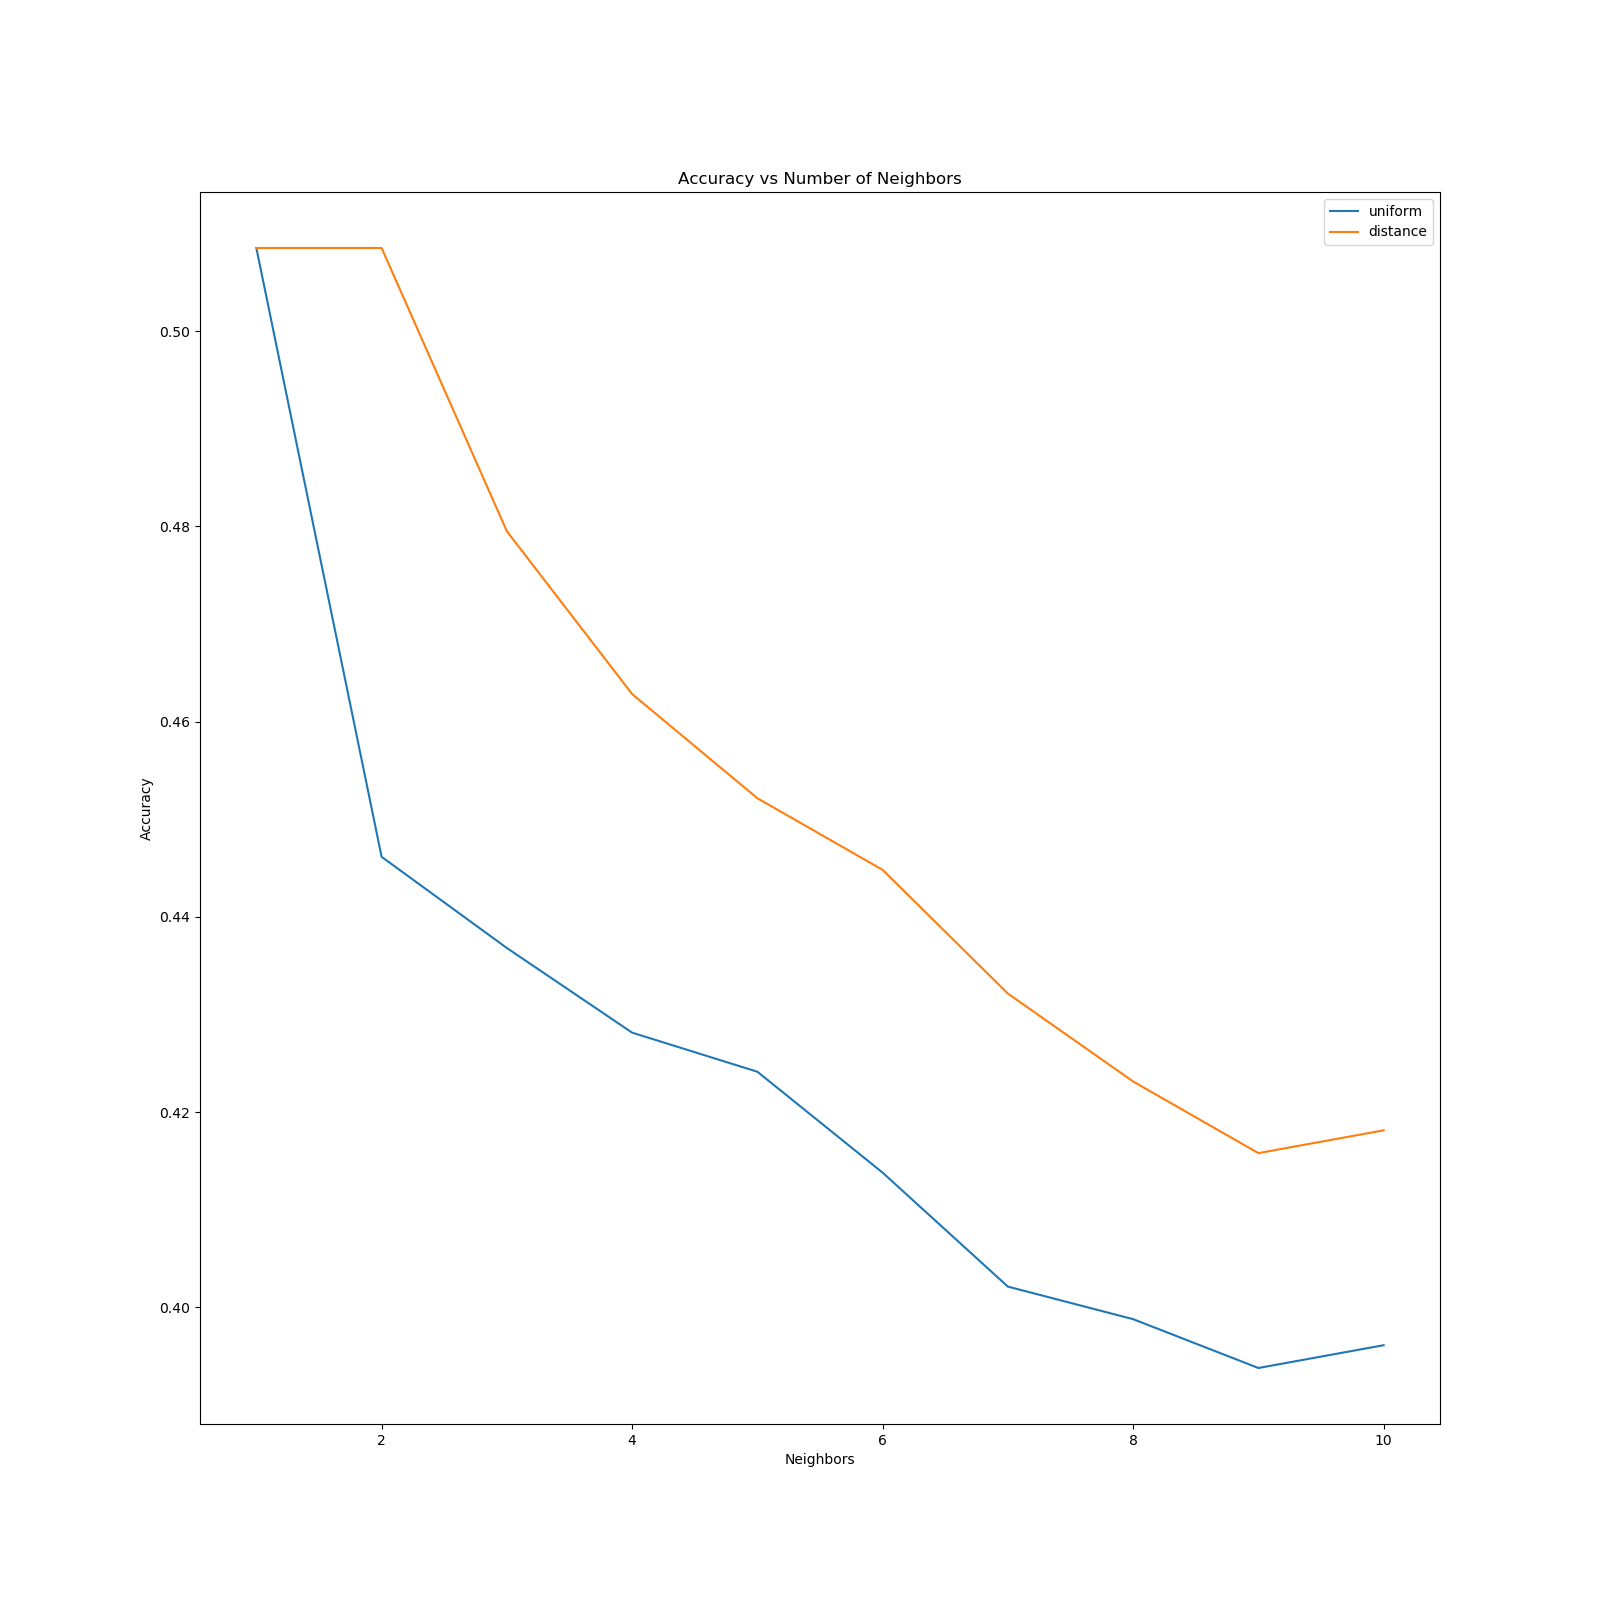 Accuracy vs Number of Neighbors
uniform
distance
0.50
0.48
0.46
0.44
0.42
0.40
Accuracy
2 4 6 8 10
Neighbors